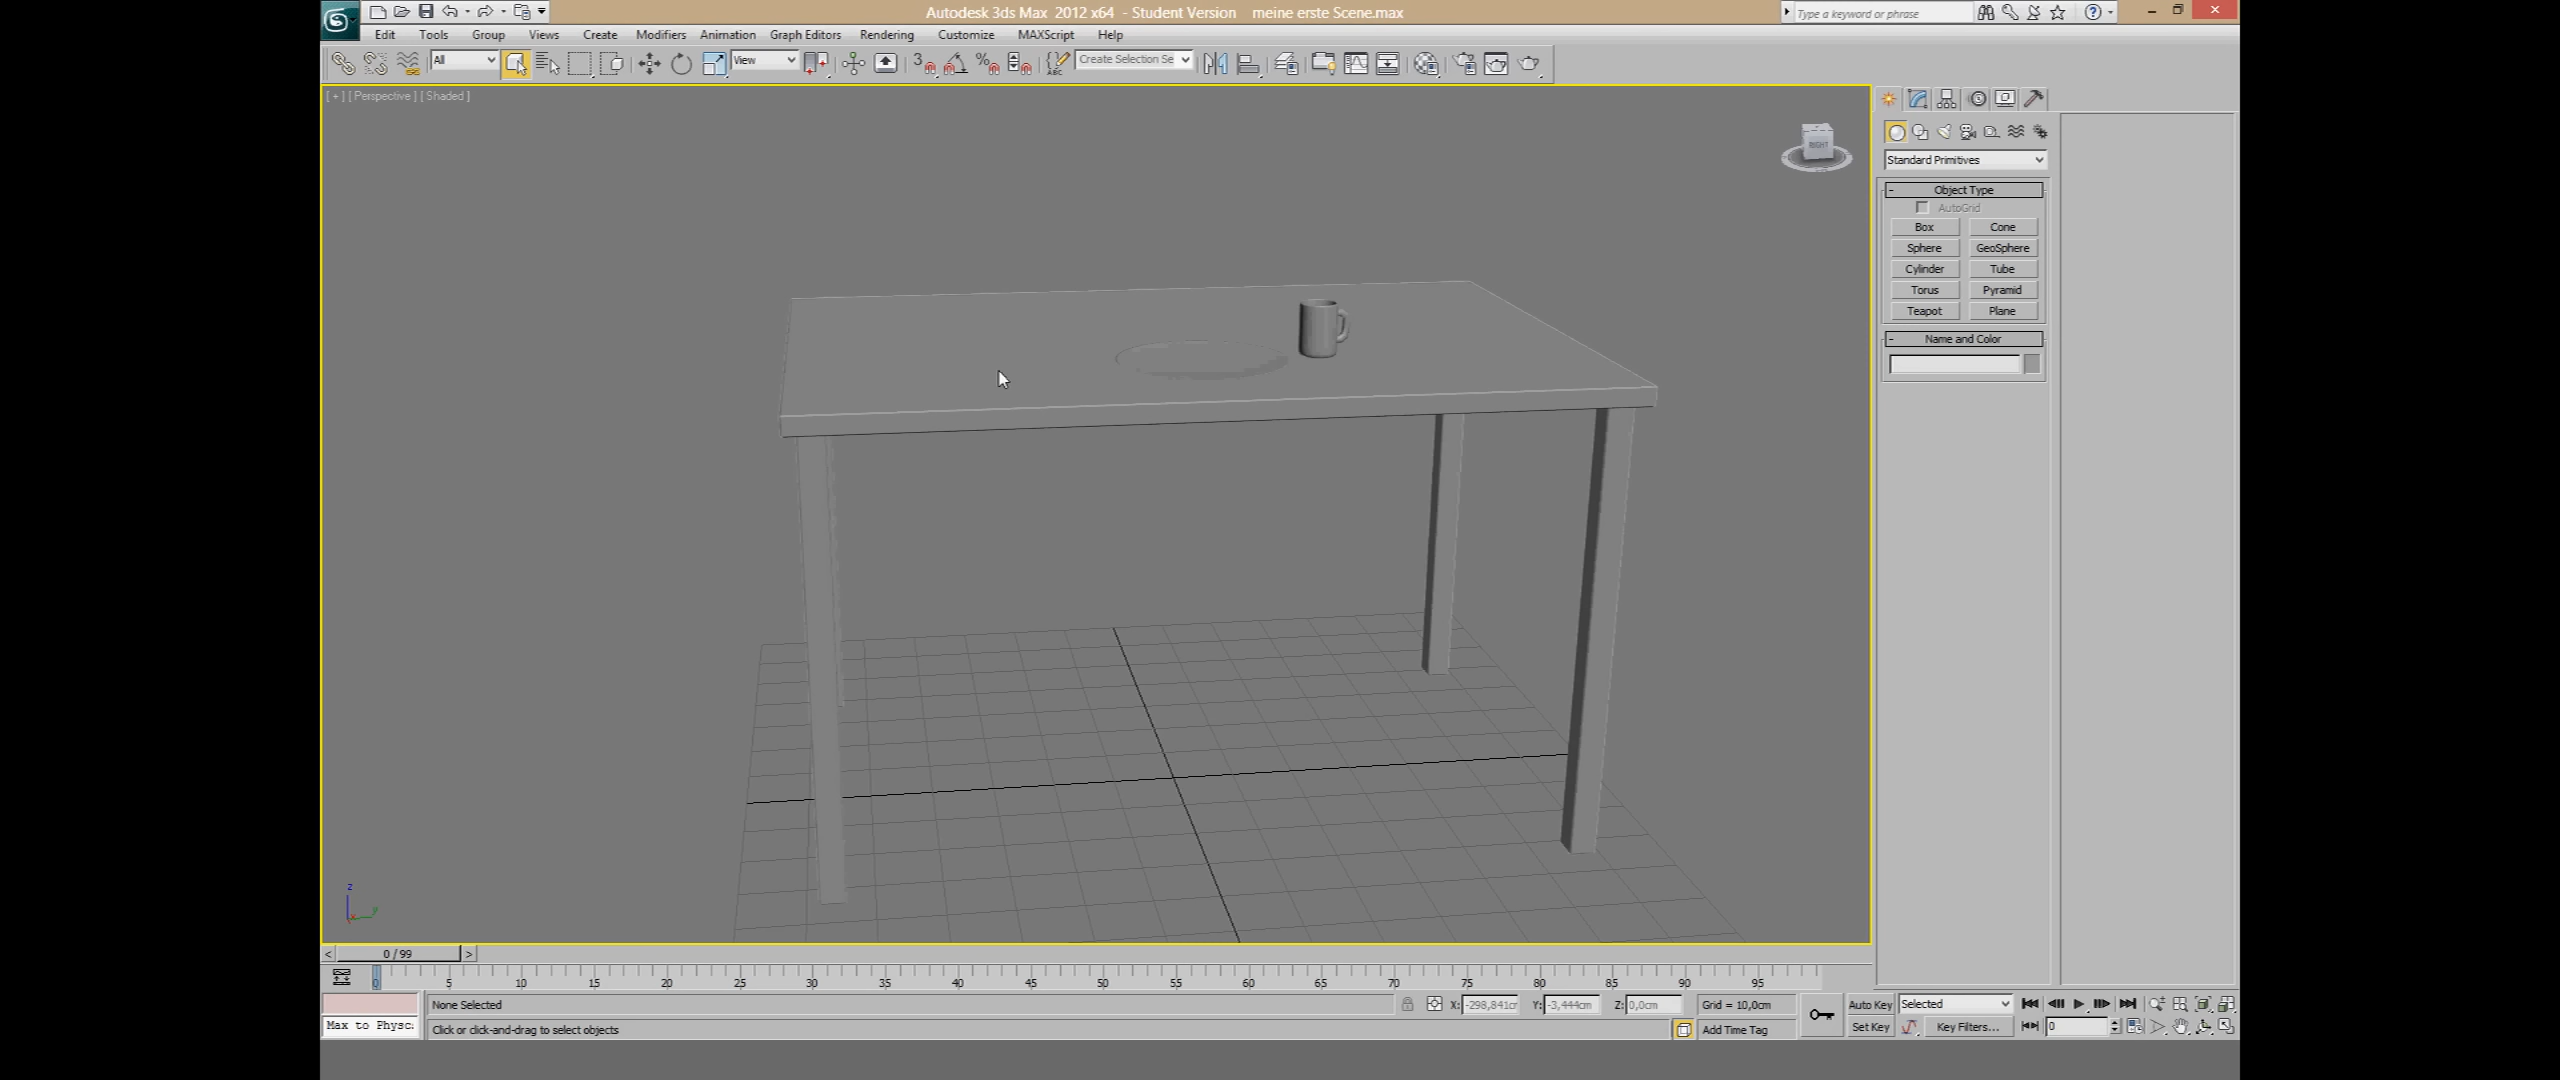 Autodesk 3ds Max 2012 x64 - Student Version meine erste Scene.max
Type a keyword or phrase
Edit Tools Group Views Create Modifiers Animation Graph Editors Rendering Customize MAXScript Help
All
View
3
%
ABC
Create Selection Se
[ + ] [ Perspective ] [ Shaded ]
RIGHT
Standard Primitives
- Object Type
AutoGrid
Box Cone
Sphere GeoSphere
Cylinder Tube
Torus Pyramid
Teapot Plane
- Name and Color
z
y
x
< 0 / 99 >
0 5 10 15 20 25 30 35 40 45 50 55 60 65 70 75 80 85 90 95
None Selected X: -298,841cr Y: -3,444cm Z: 0,0cm Grid = 10,0cm Auto Key Selected
Max to Physc: Click or click-and-drag to select objects Add Time Tag Set Key Key Filters... 0